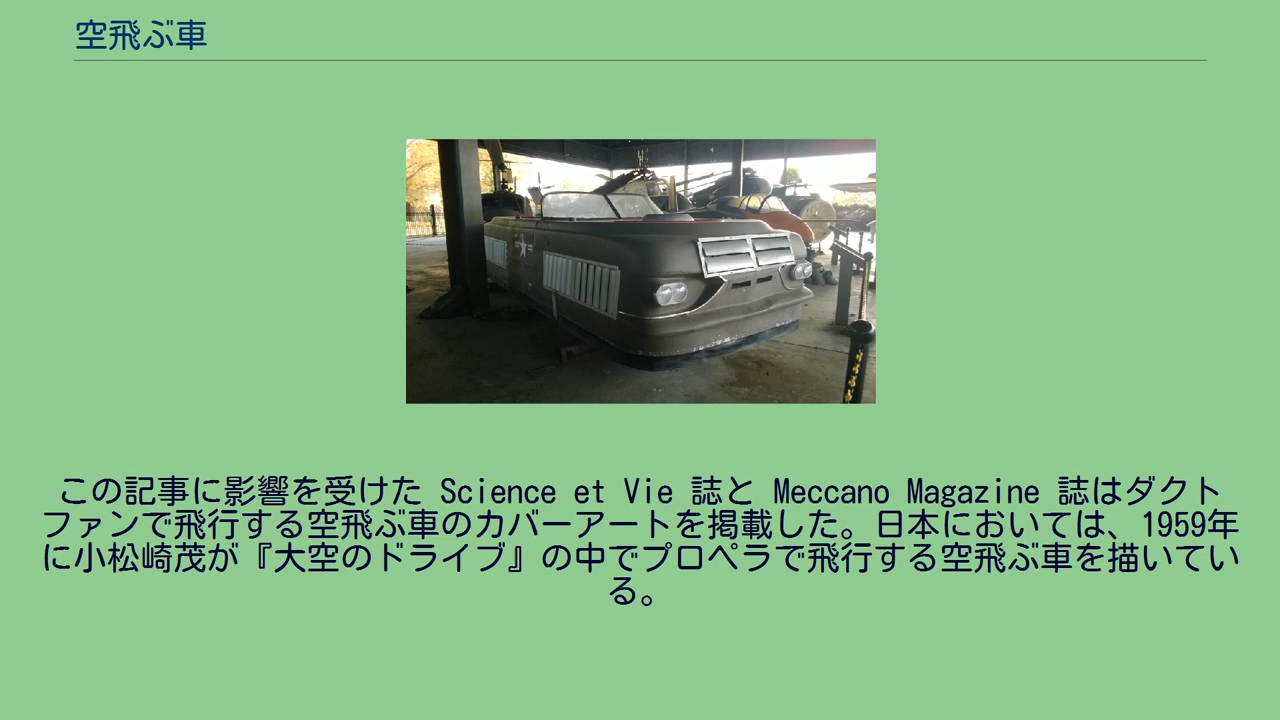 空飛ぶ車
この記事に影響を受けた Science et Vie 誌と Meccano Magazine 誌はダクト
ファンで飛行する空飛ぶ車のカバーアートを掲載した。日本においては、1959年
に小松崎茂が『大空のドライブ』の中でプロペラで飛行する空飛ぶ車を描いてい
る。